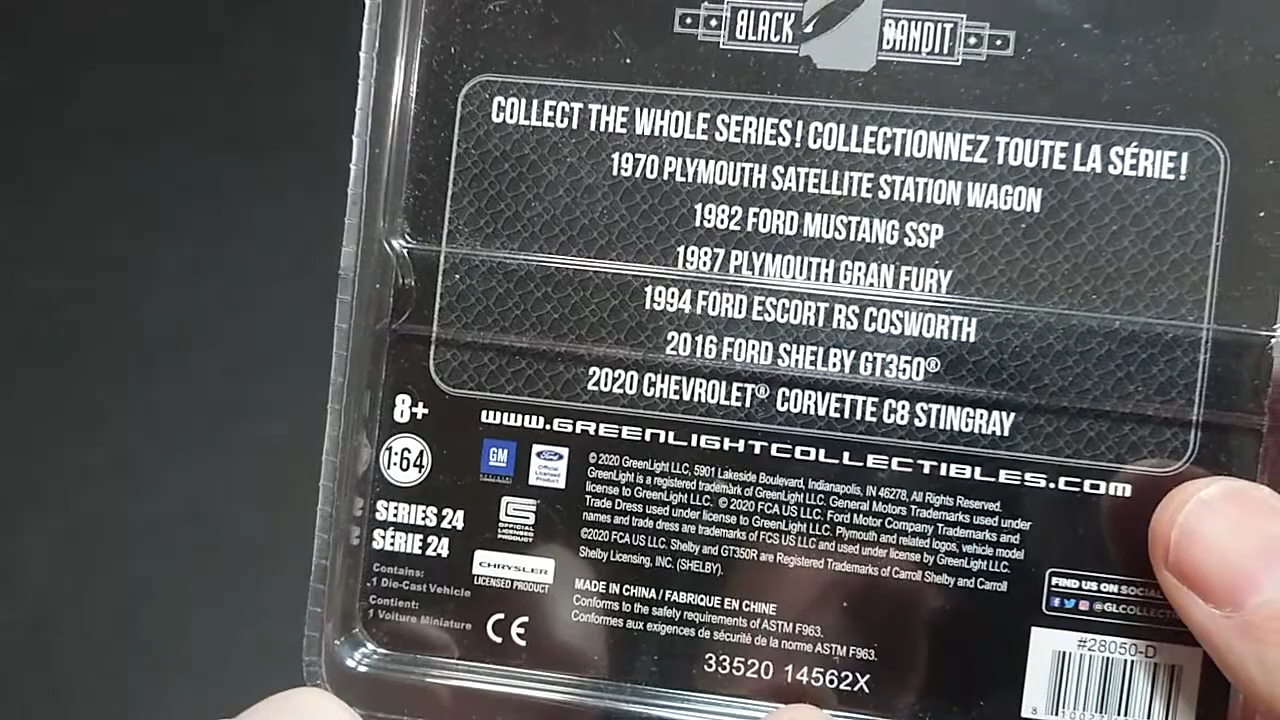 BLACK BANDIT
COLLECT THE WHOLE SERIES! COLLECTIONNEZ TOUTE LA SÉRIE!
1970 PLYMOUTH SATELLITE STATION WAGON
1982 FORD MUSTANG SSP
1987 PLYMOUTH GRAN FURY
1994 FORD ESCORT RS COSWORTH
2016 FORD SHELBY GT350®
2020 CHEVROLET® CORVETTE C8 STINGRAY
WWW.GREENLIGHTCOLLECTIBLES.COM
8+
1:64
SERIES 24
SÉRIE 24
Contains:
1 Die-Cast Vehicle
Contient:
1 Voiture Miniature
GM
Ford
Official
Licensed
Product
OFFICIAL
LICENSED
PRODUCT
CHRYSLER
LICENSED PRODUCT
CE
© 2020 GreenLight LLC, 5901 Lakeside Boulevard, Indianapolis, IN 46278, All Rights Reserved.
GreenLight is a registered trademark of GreenLight LLC. General Motors Trademarks used under
license to GreenLight LLC. © 2020 FCA US LLC. Ford Motor Company Trademarks and
Trade Dress used under license to GreenLight LLC. Plymouth and related logos, vehicle model
names and trade dress are trademarks of FCS US LLC and used under license by GreenLight LLC.
©2020 FCA US LLC. Shelby and GT350R are Registered Trademarks of Carroll Shelby and Carroll
Shelby Licensing, INC. (SHELBY).
MADE IN CHINA / FABRIQUE EN CHINE
Conforms to the safety requirements of ASTM F963.
Conformes aux exigences de sécurité de la norme ASTM F963.
33520 14562X
FIND US ON SOCIAL
@GLCOLLECT
#28050-D